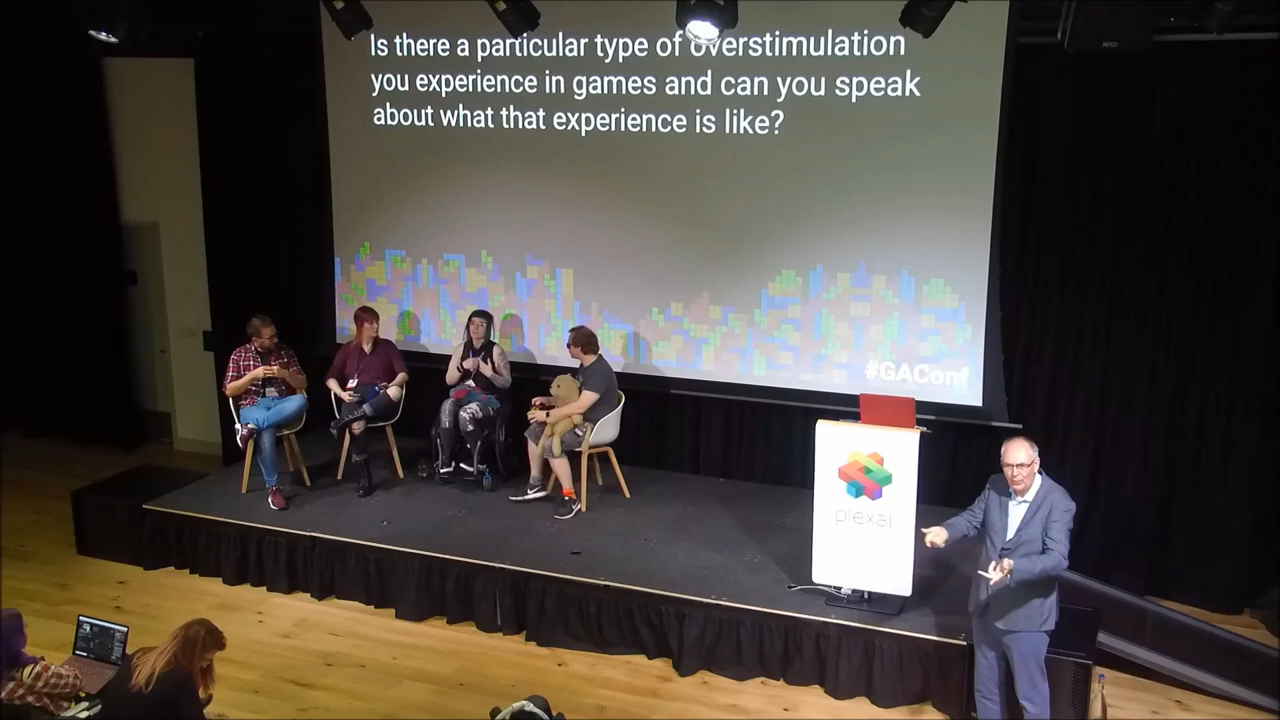 Is there a particular type of overstimulation
you experience in games and can you speak
about what that experience is like?
#GAConf
plexal